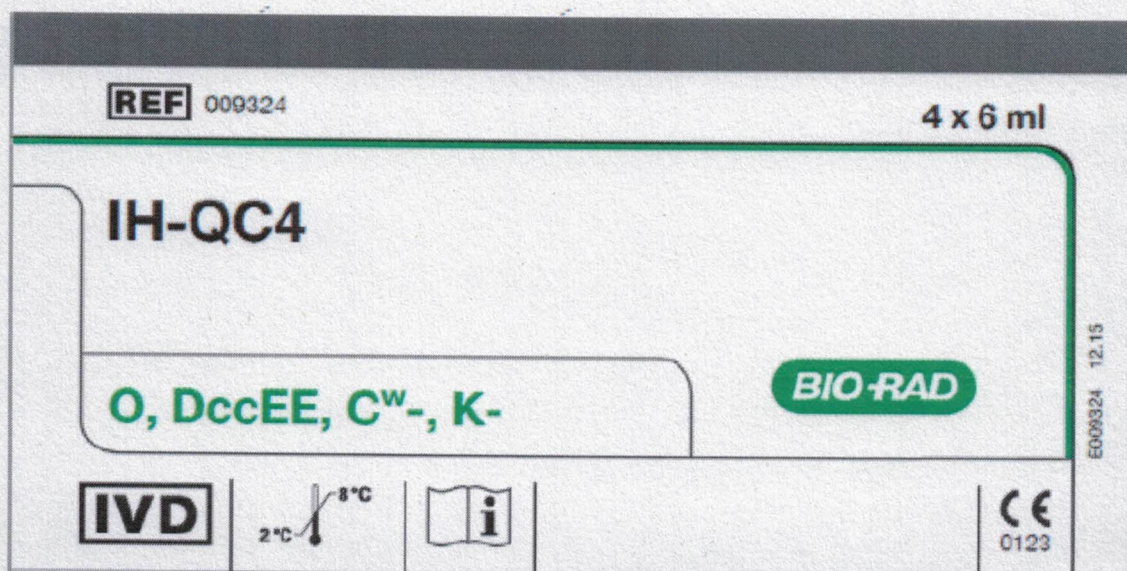 REF 009324
4 x 6 ml
IH-QC4
O, DccEE, Cʷ-, K-
BIO-RAD
E009324 12.15
IVD
2°C
8°C
i
CE
0123